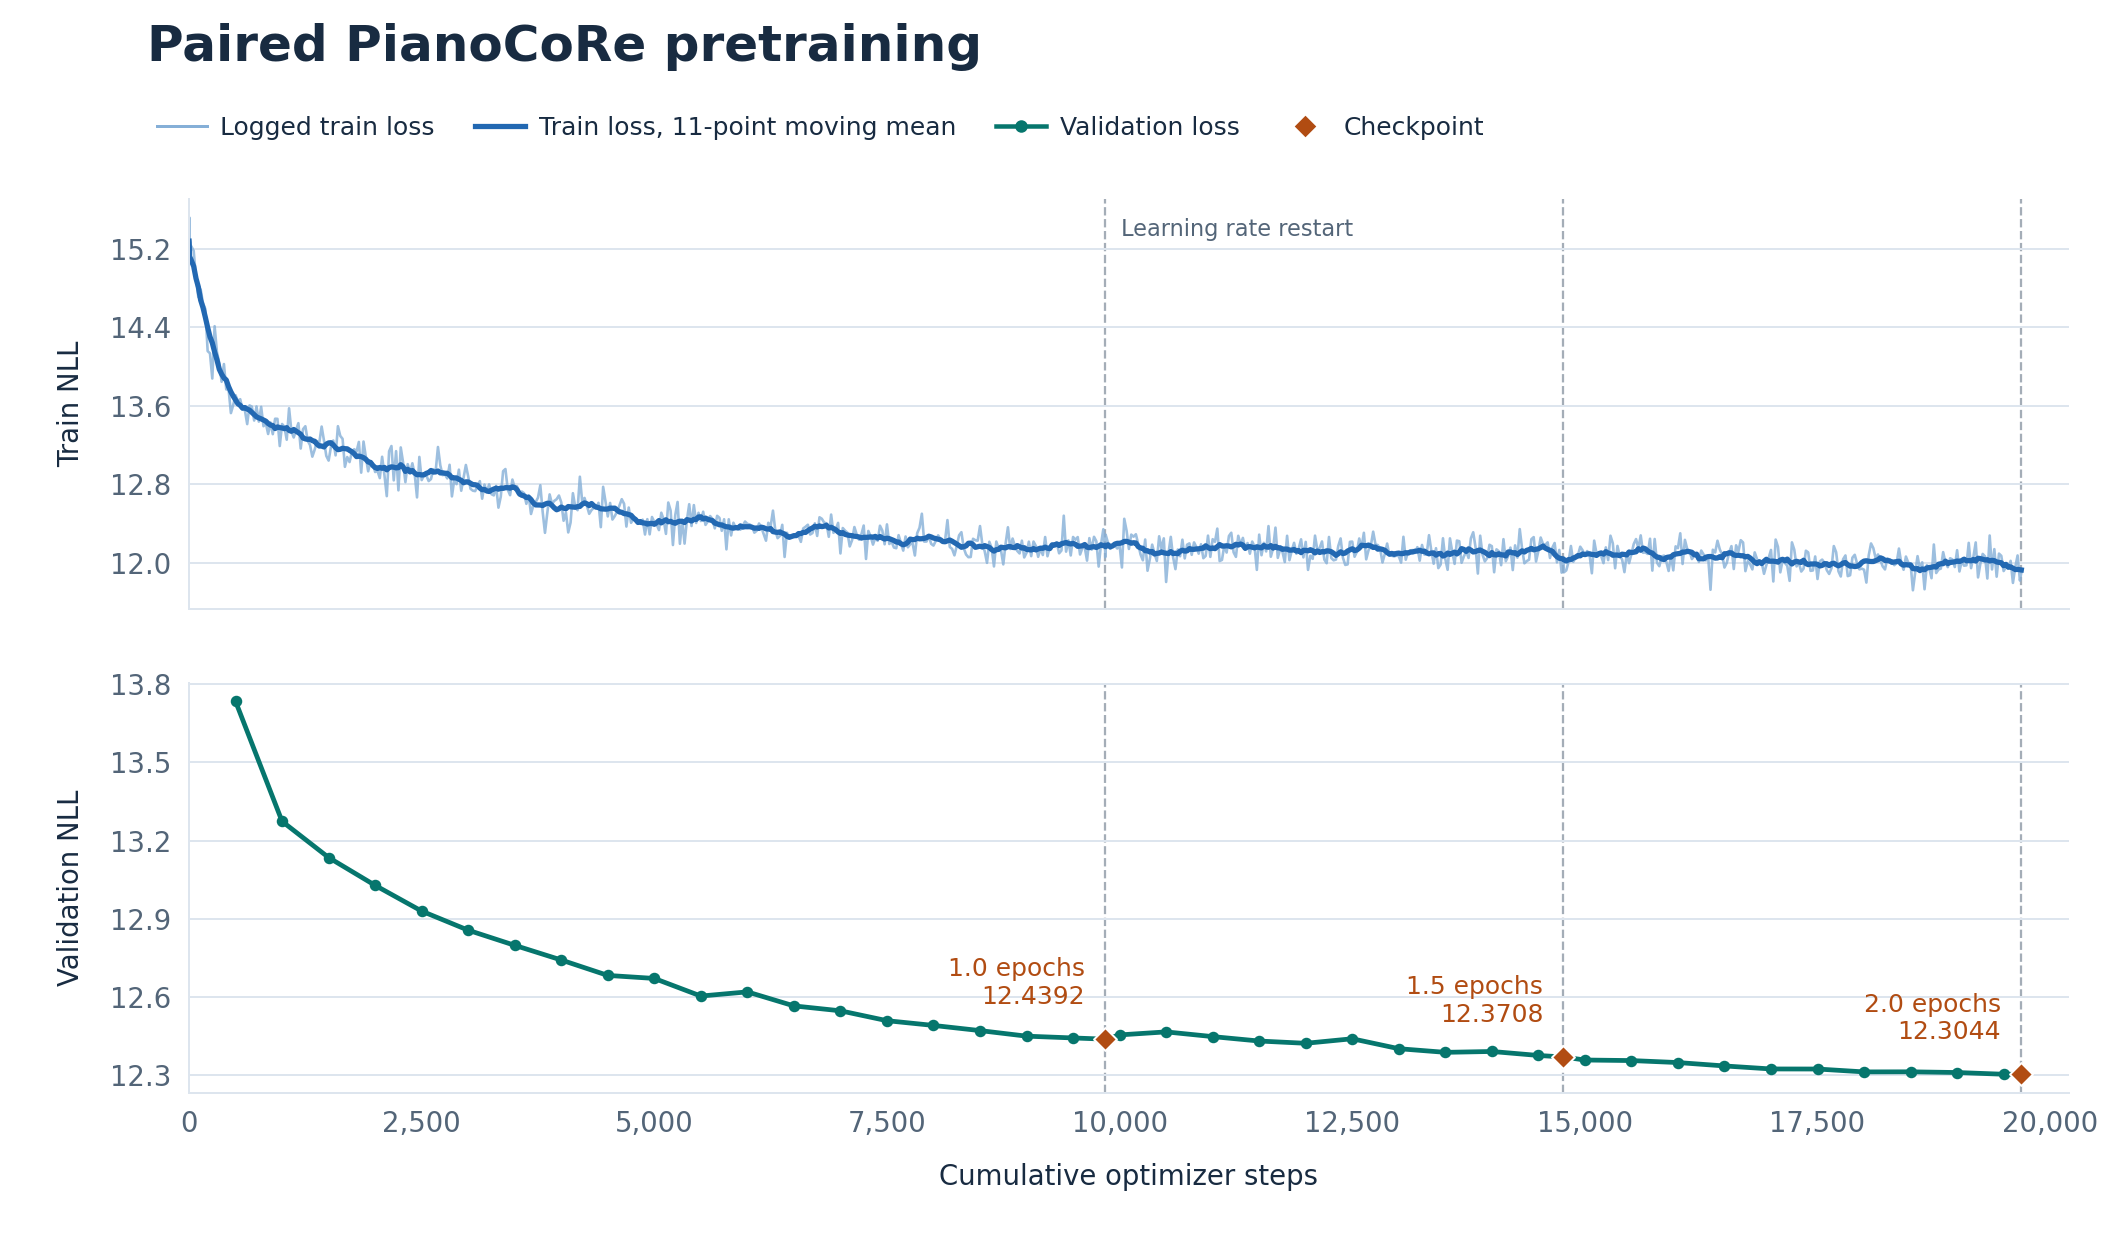 Paired PianoCoRe pretraining
Logged train loss
Train loss, 11-point moving mean
Validation loss
Checkpoint
Learning rate restart
15.2
14.4
13.6
12.8
12.0
Train NLL
13.8
13.5
13.2
12.9
12.6
12.3
Validation NLL
1.0 epochs
12.4392
1.5 epochs
12.3708
2.0 epochs
12.3044
0
2,500
5,000
7,500
10,000
12,500
15,000
17,500
20,000
Cumulative optimizer steps